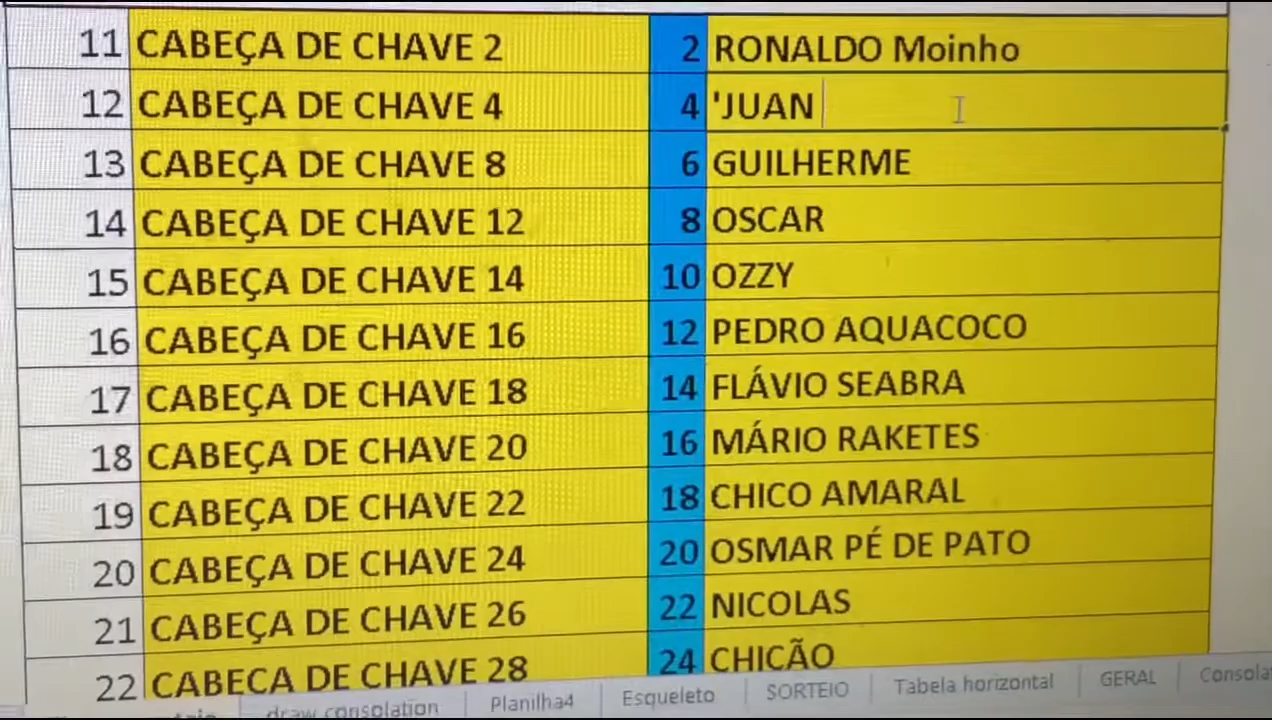 11 CABEÇA DE CHAVE 2 2 RONALDO Moinho
12 CABEÇA DE CHAVE 4 4 'JUAN
13 CABEÇA DE CHAVE 8 6 GUILHERME
14 CABEÇA DE CHAVE 12 8 OSCAR
15 CABEÇA DE CHAVE 14 10 OZZY
16 CABEÇA DE CHAVE 16 12 PEDRO AQUACOCO
17 CABEÇA DE CHAVE 18 14 FLÁVIO SEABRA
18 CABEÇA DE CHAVE 20 16 MÁRIO RAKETES
19 CABEÇA DE CHAVE 22 18 CHICO AMARAL
20 CABEÇA DE CHAVE 24 20 OSMAR PÉ DE PATO
21 CABEÇA DE CHAVE 26 22 NICOLAS
22 CABEÇA DE CHAVE 28 24 CHICÃO
draw consolation Planilha4 Esqueleto SORTEIO Tabela horizontal GERAL Consola